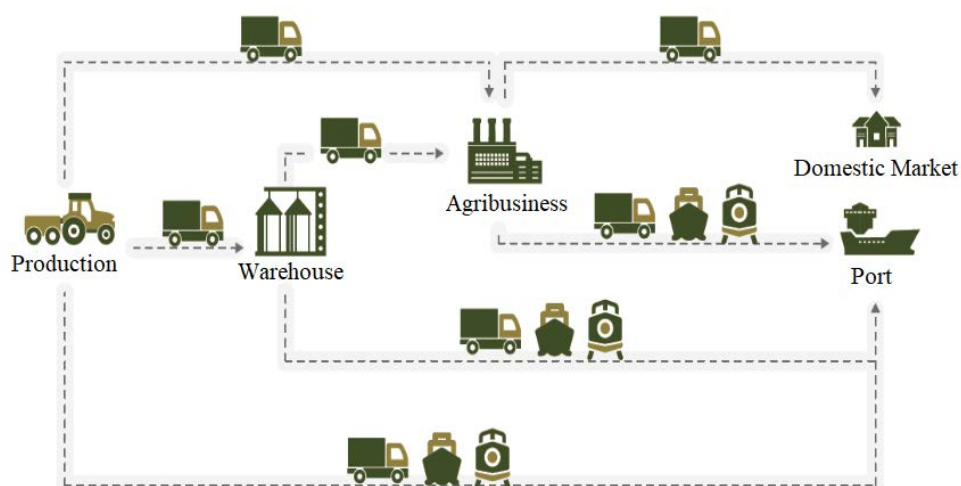 Domestic Market
Agribusiness
Production
Warehouse
Port